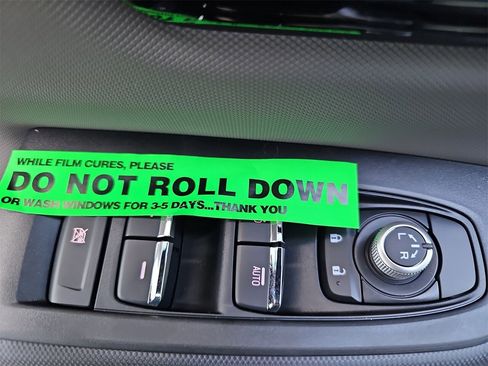 WHILE FILM CURES, PLEASE
DO NOT ROLL DOWN
OR WASH WINDOWS FOR 3-5 DAYS...THANK YOU
AUTO
L
R